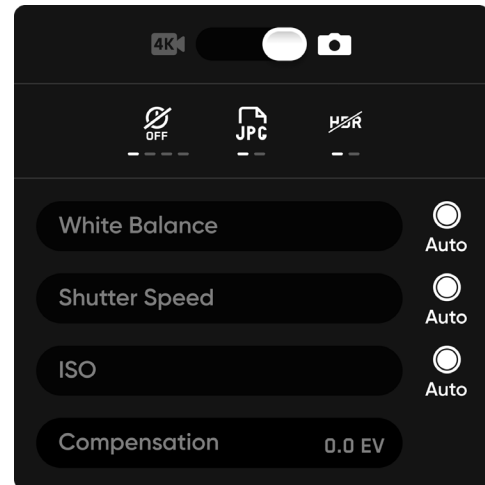 4K
OFF JPG HDR
White Balance
Auto
Shutter Speed
Auto
ISO
Auto
Compensation 0.0 EV